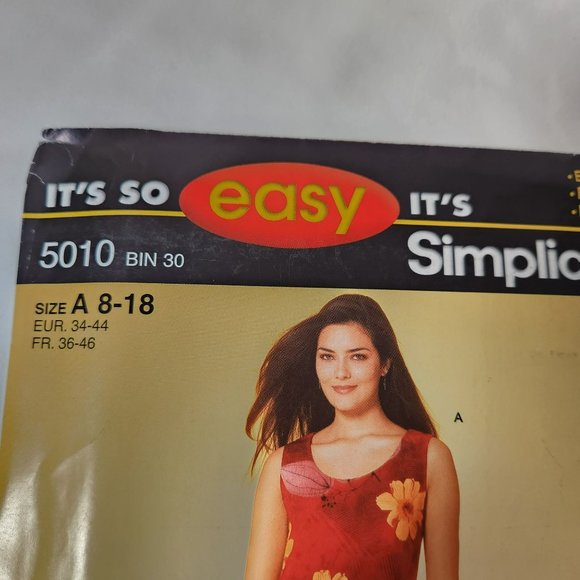 IT'S SO easy IT'S
5010 BIN 30 Simplic
SIZE A 8-18
EUR. 34-44
FR. 36-46
A